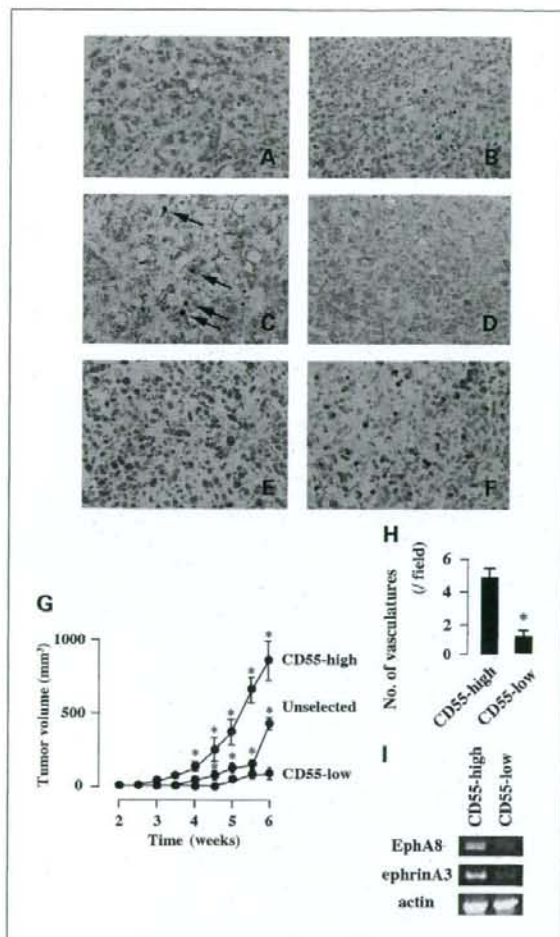 A
B
C
D
E
F
G
Tumor volume (mm³)
1000
500
0
2 3 4 5 6
Time (weeks)
CD55-high
Unselected
CD55-low
H
No. of vasculatures
(/ field)
6
4
2
0
CD55-high
CD55-low
I
CD55-high
CD55-low
EphA8
ephrinA3
actin
*
*
*
*
*
*
*
*
*
*